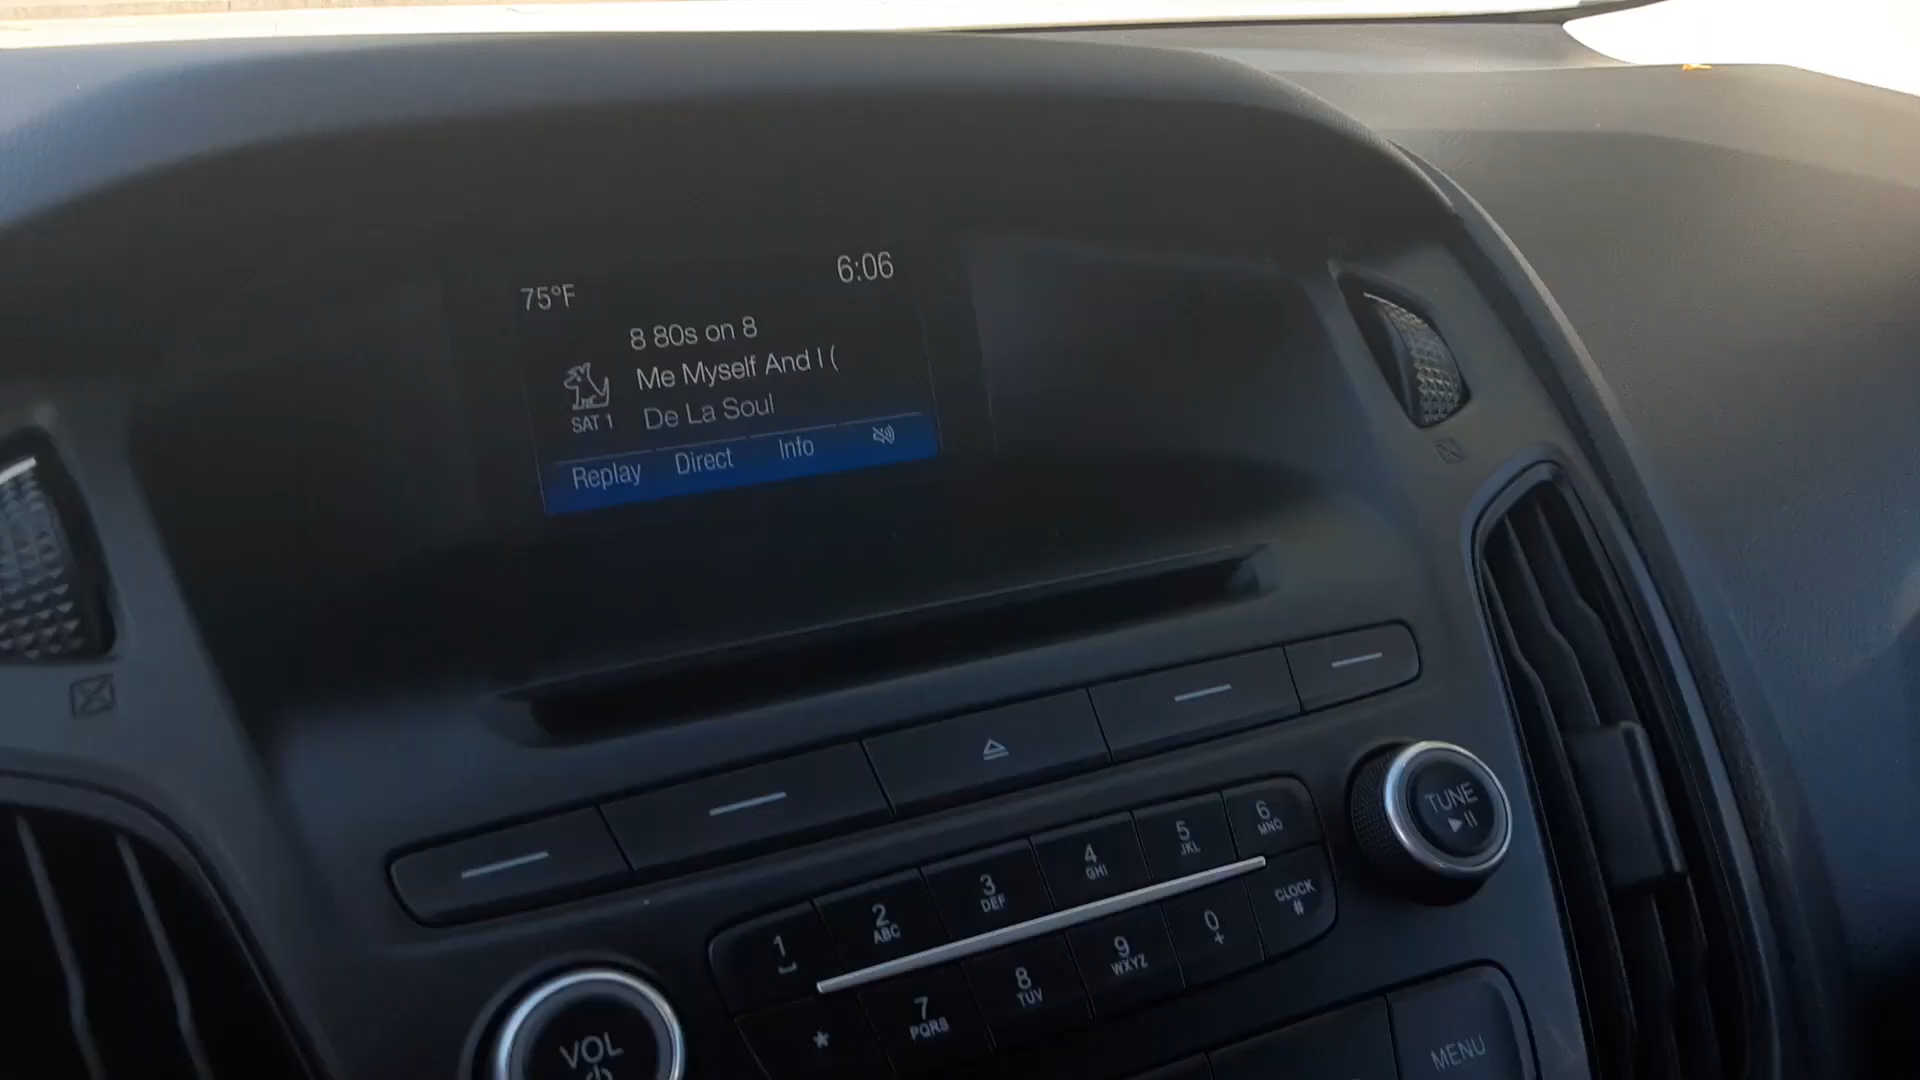 75°F
6:06
8 80s on 8
Me Myself And I (
SAT 1
De La Soul
Replay Direct Info
1
2 ABC
3 DEF
4 GHI
5 JKL
6 MNO
*
7 PQRS
8 TUV
9 WXYZ
0 +
CLOCK #
TUNE
VOL
MENU